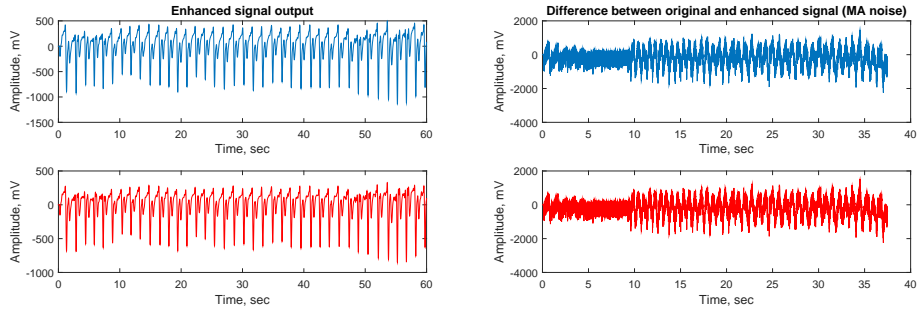 Enhanced signal output
500
0
-500
-1000
-1500
Amplitude, mV
0 10 20 30 40 50 60
Time, sec
Difference between original and enhanced signal (MA noise)
2000
0
-2000
-4000
Amplitude, mV
0 5 10 15 20 25 30 35 40
Time, sec
500
0
-500
-1000
Amplitude, mV
0 10 20 30 40 50 60
Time, sec
2000
0
-2000
-4000
Amplitude, mV
0 5 10 15 20 25 30 35 40
Time, sec